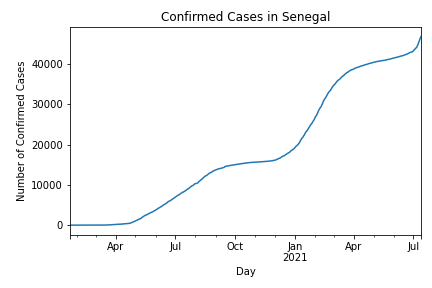 Confirmed Cases in Senegal
Number of Confirmed Cases
40000
30000
20000
10000
0
Apr Jul Oct Jan Apr Jul
2021
Day